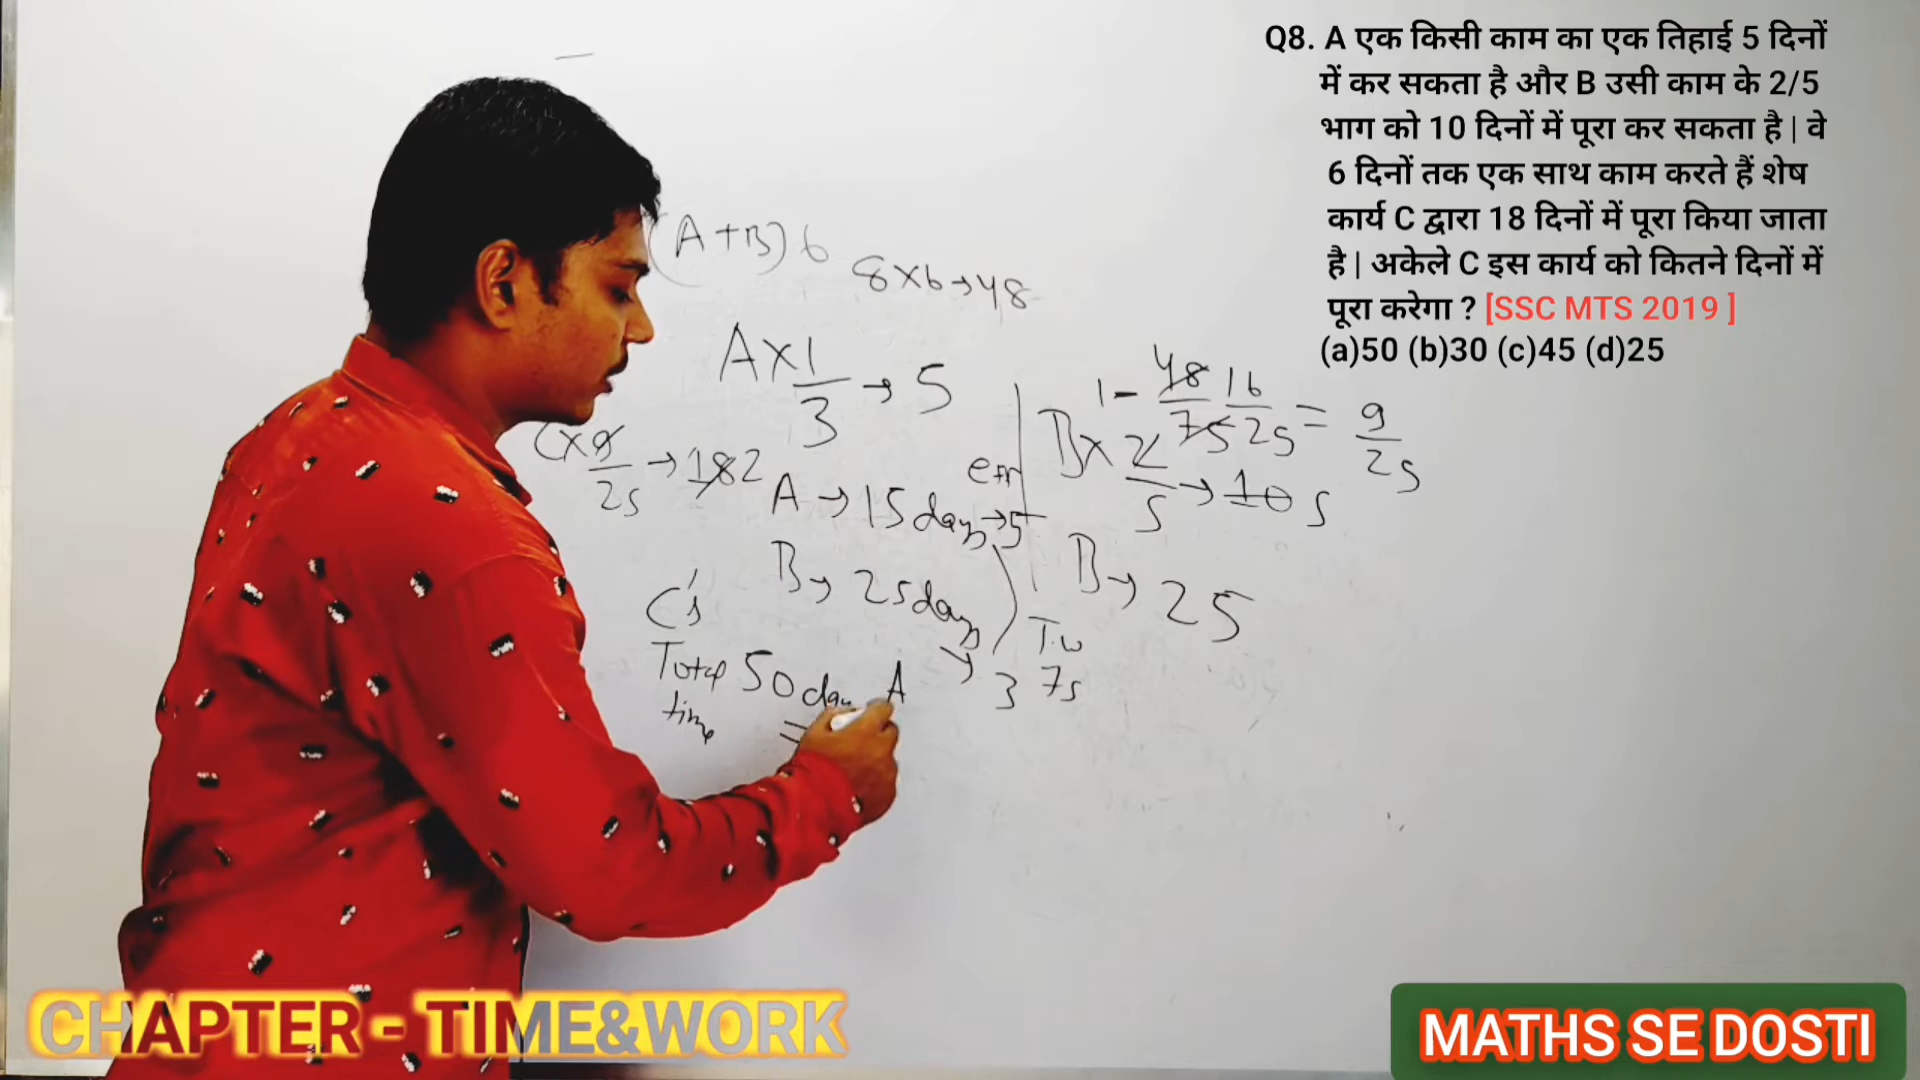 Q8. A एक किसी काम का एक तिहाई 5 दिनों
में कर सकता है और B उसी काम के 2/5
भाग को 10 दिनों में पूरा कर सकता है | वे
6 दिनों तक एक साथ काम करते हैं शेष
कार्य C द्वारा 18 दिनों में पूरा किया जाता
है | अकेले C इस कार्य को कितने दिनों में
पूरा करेगा ? [SSC MTS 2019 ]
(a)50 (b)30 (c)45 (d)25
(A+B) 6
8×6→48
A×1/3 → 5
1 - 48/75 16/25 = 9/25
B×2/5 → 10 5
C×9/25 → 18 2
eff
A → 15 days → 5
B → 25 days → 3
B → 25
T.W
75
C's
Total 50 day
time
A
CHAPTER - TIME&WORK
MATHS SE DOSTI